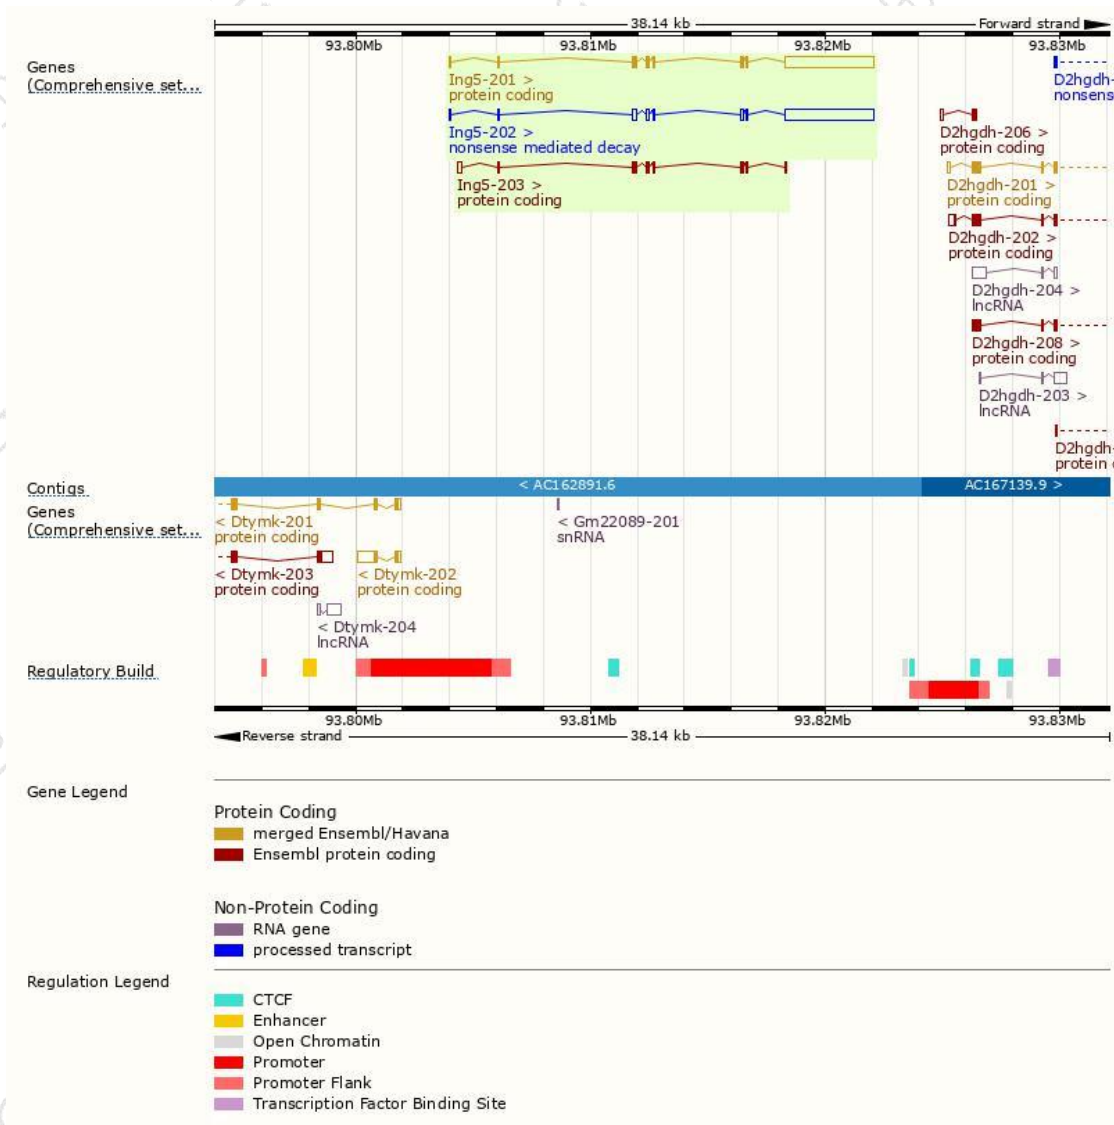 38.14 kb
Forward strand
93.80Mb 93.81Mb 93.82Mb 93.83Mb
Genes
(Comprehensive set...
Ing5-201 >
protein coding
Ing5-202 >
nonsense mediated decay
Ing5-203 >
protein coding
D2hgdh-
nonsens
D2hgdh-206 >
protein coding
D2hgdh-201 >
protein coding
D2hgdh-202 >
protein coding
D2hgdh-204 >
lncRNA
D2hgdh-208 >
protein coding
D2hgdh-203 >
lncRNA
D2hgdh-
protein
Contigs
< AC162891.6
AC167139.9 >
Genes
(Comprehensive set...
< Dtymk-201
protein coding
< Gm22089-201
snRNA
< Dtymk-203
protein coding
< Dtymk-202
protein coding
< Dtymk-204
lncRNA
Regulatory Build
93.80Mb 93.81Mb 93.82Mb 93.83Mb
Reverse strand
38.14 kb
Gene Legend
Protein Coding
merged Ensembl/Havana
Ensembl protein coding
Non-Protein Coding
RNA gene
processed transcript
Regulation Legend
CTCF
Enhancer
Open Chromatin
Promoter
Promoter Flank
Transcription Factor Binding Site